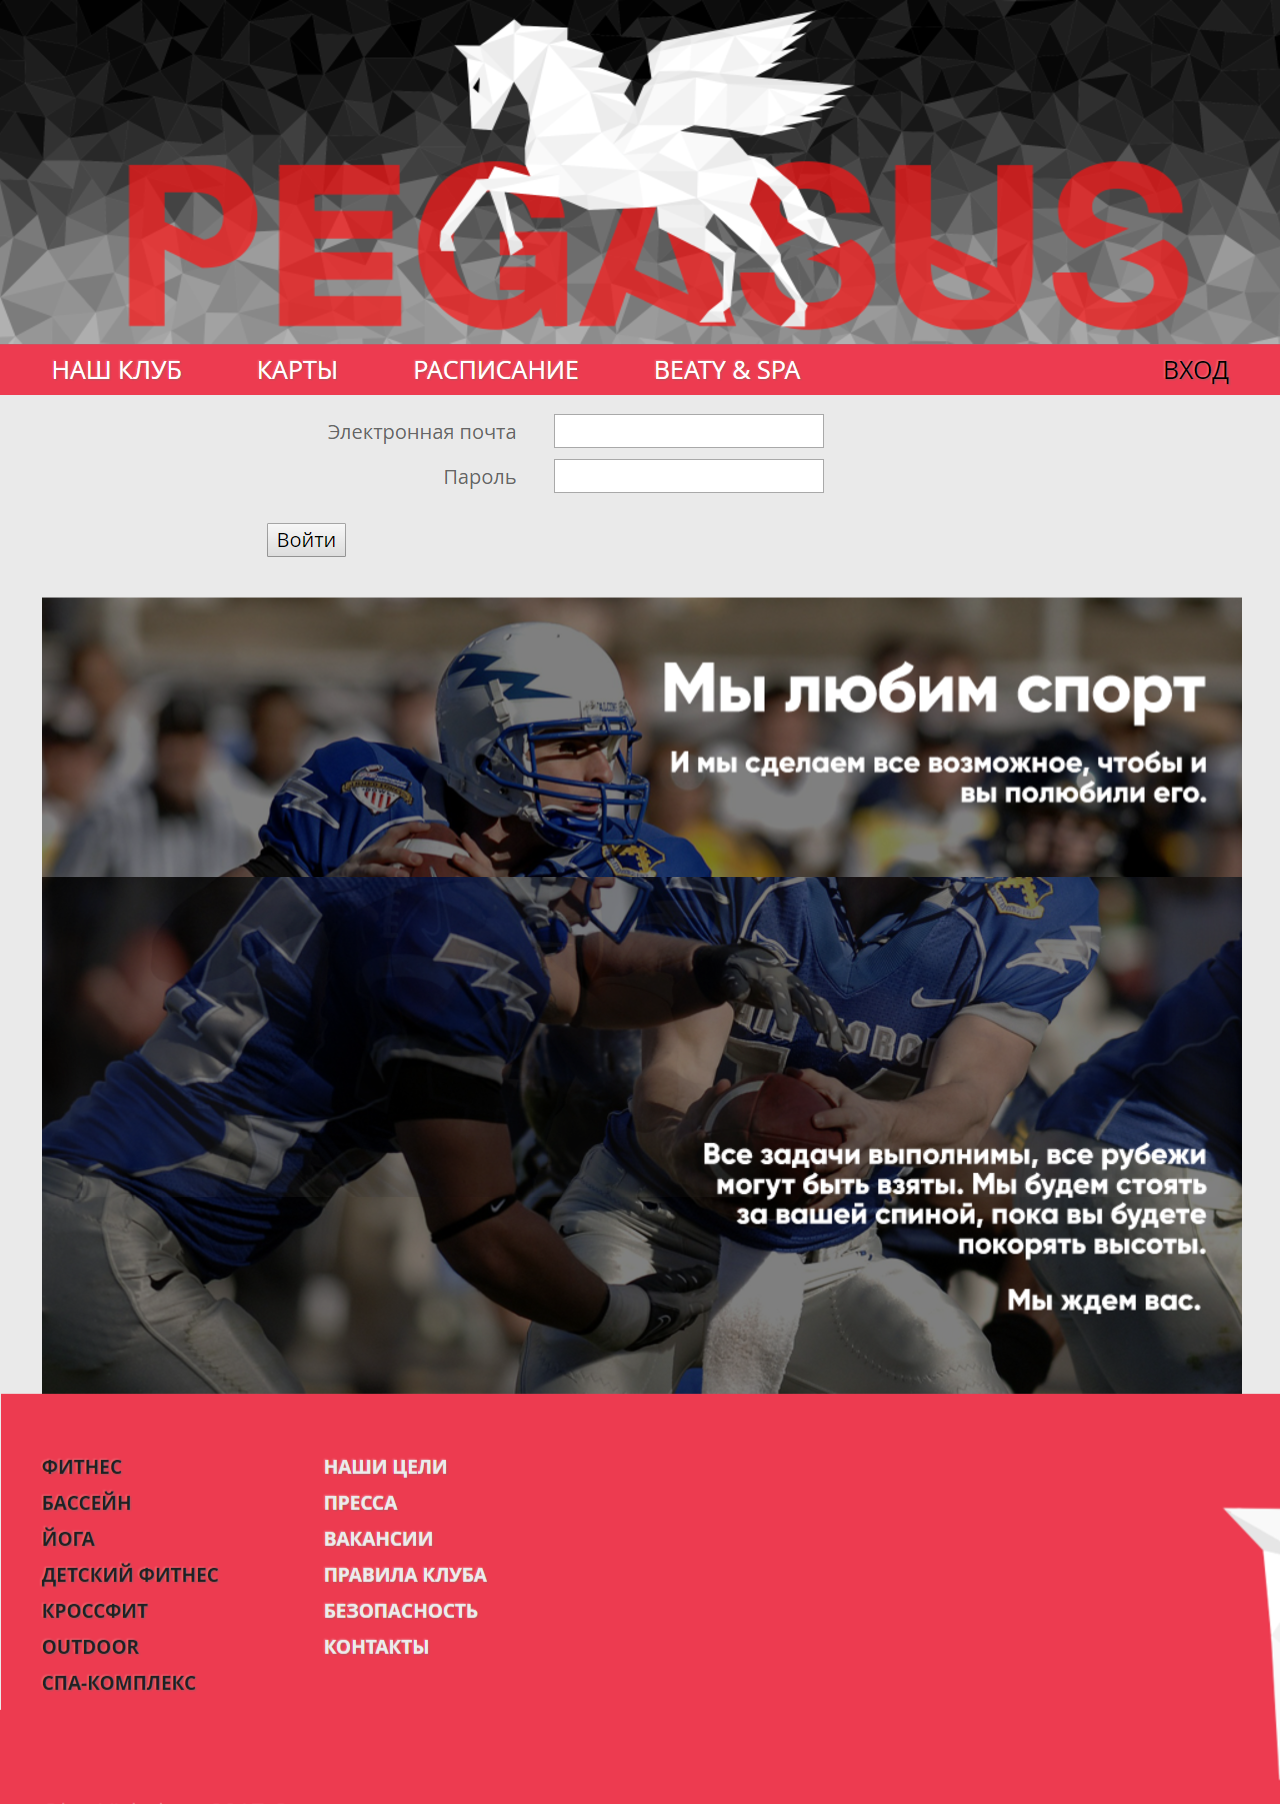 PEGASUS
НАШ КЛУБ КАРТЫ РАСПИСАНИЕ BEATY & SPA ВХОД
Электронная почта
Пароль
Войти
Мы любим спорт
И мы сделаем все возможное, чтобы и
вы полюбили его.
Все задачи выполнимы, все рубежи
могут быть взяты. Мы будем стоять
за вашей спиной, пока вы будете
покорять высоты.
Мы ждем вас.
ФИТНЕС
БАССЕЙН
ЙОГА
ДЕТСКИЙ ФИТНЕС
КРОССФИТ
OUTDOOR
СПА-КОМПЛЕКС
НАШИ ЦЕЛИ
ПРЕССА
ВАКАНСИИ
ПРАВИЛА КЛУБА
БЕЗОПАСНОСТЬ
КОНТАКТЫ